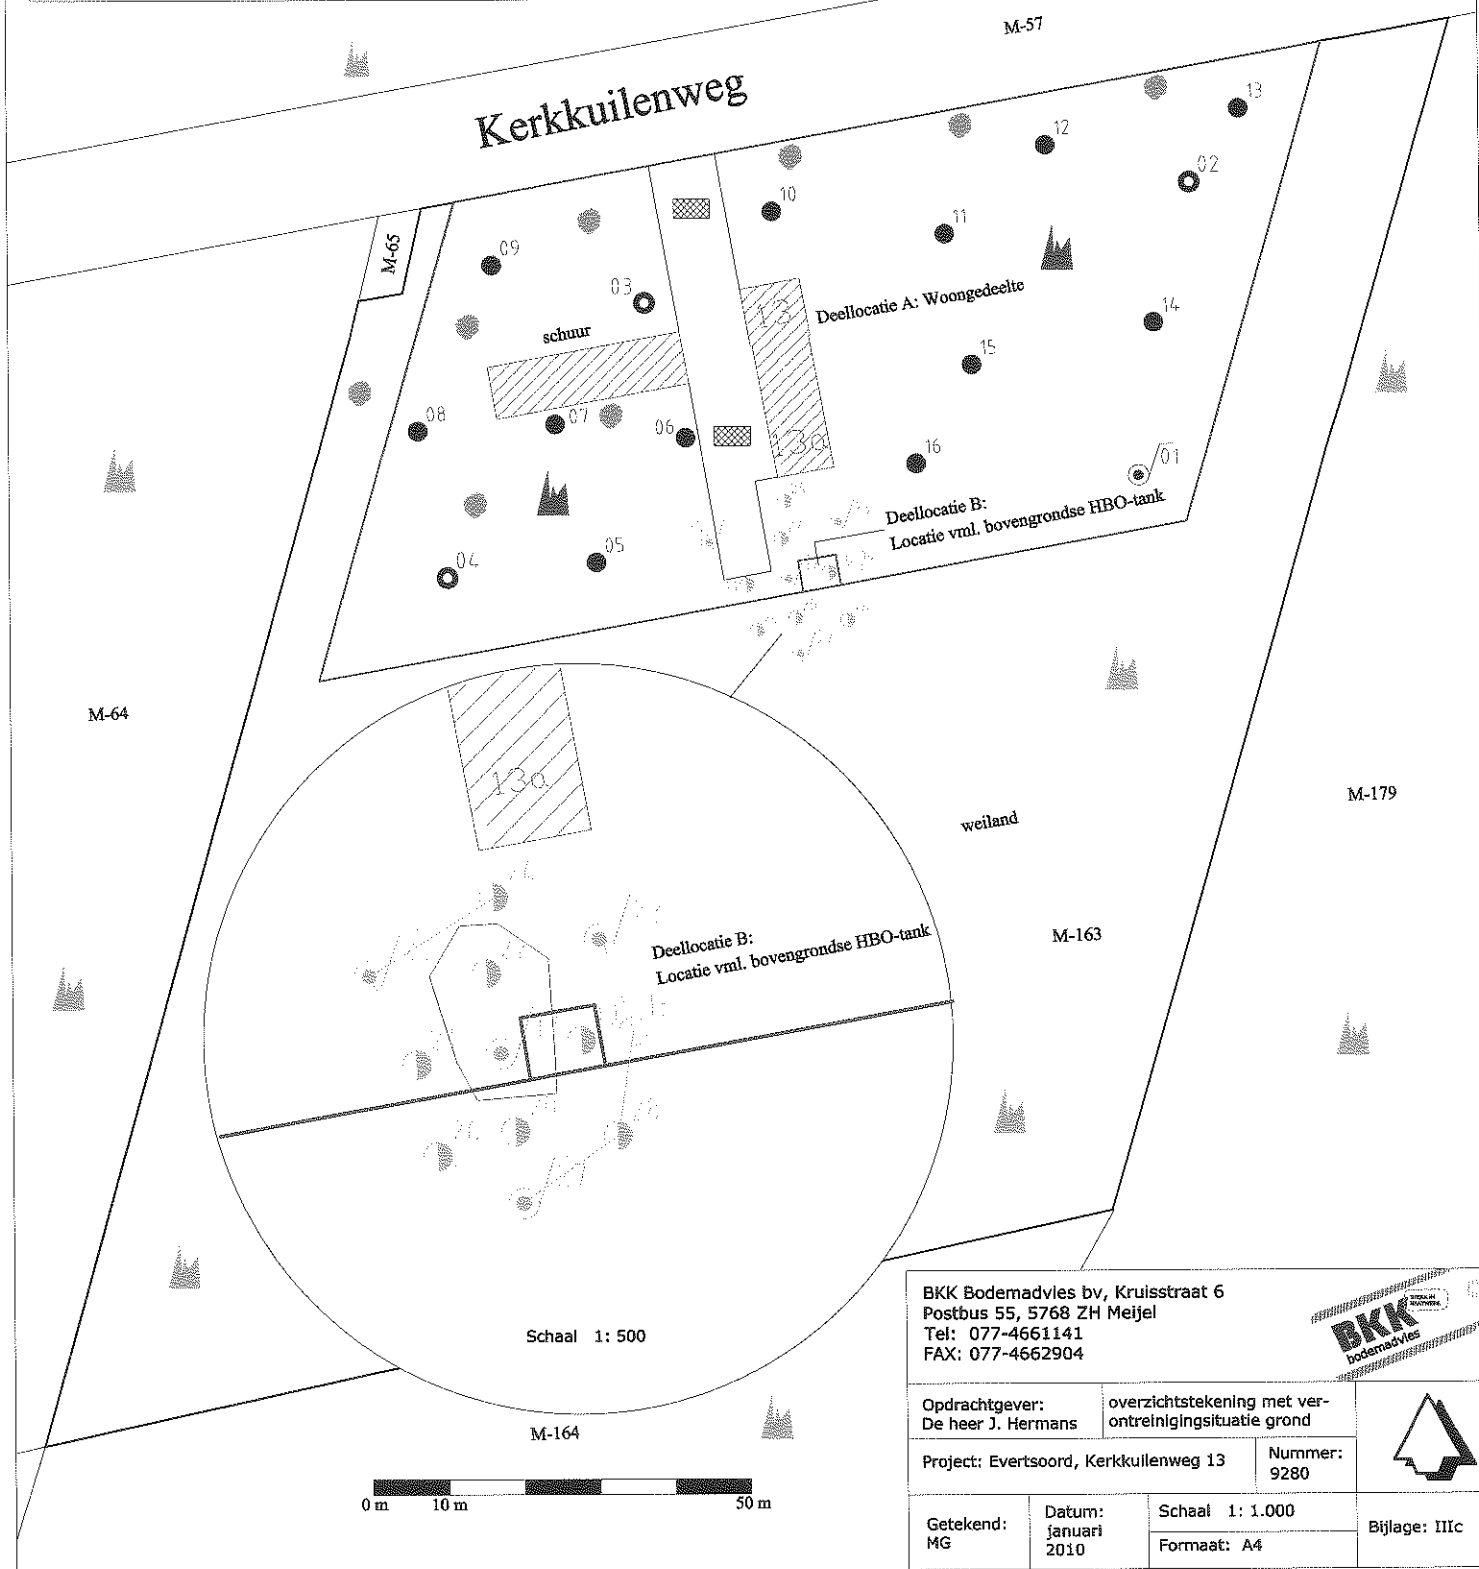 M-57
Kerkkuilenweg
13
12
02
10
11
M-65
09
03
Deellocatie A: Woongedeelte
13
14
schuur
15
08
07
06
13a
16
01
Deellocatie B:
Locatie vml. bovengrondse HBO-tank
04
05
M-64
13a
M-179
weiland
M-163
Deellocatie B:
Locatie vml. bovengrondse HBO-tank
Schaal 1: 500
M-164
0 m 10 m 50 m
BKK Bodemadvies bv, Kruisstraat 6
Postbus 55, 5768 ZH Meijel
Tel: 077-4661141
FAX: 077-4662904
BKK
bodemadvies
Opdrachtgever:
De heer J. Hermans
overzichtstekening met ver-
ontreinigingsituatie grond
Project: Evertsoord, Kerkkuilenweg 13
Nummer:
9280
Getekend:
MG
Datum:
januari
2010
Schaal 1: 1.000
Formaat: A4
Bijlage: IIIc